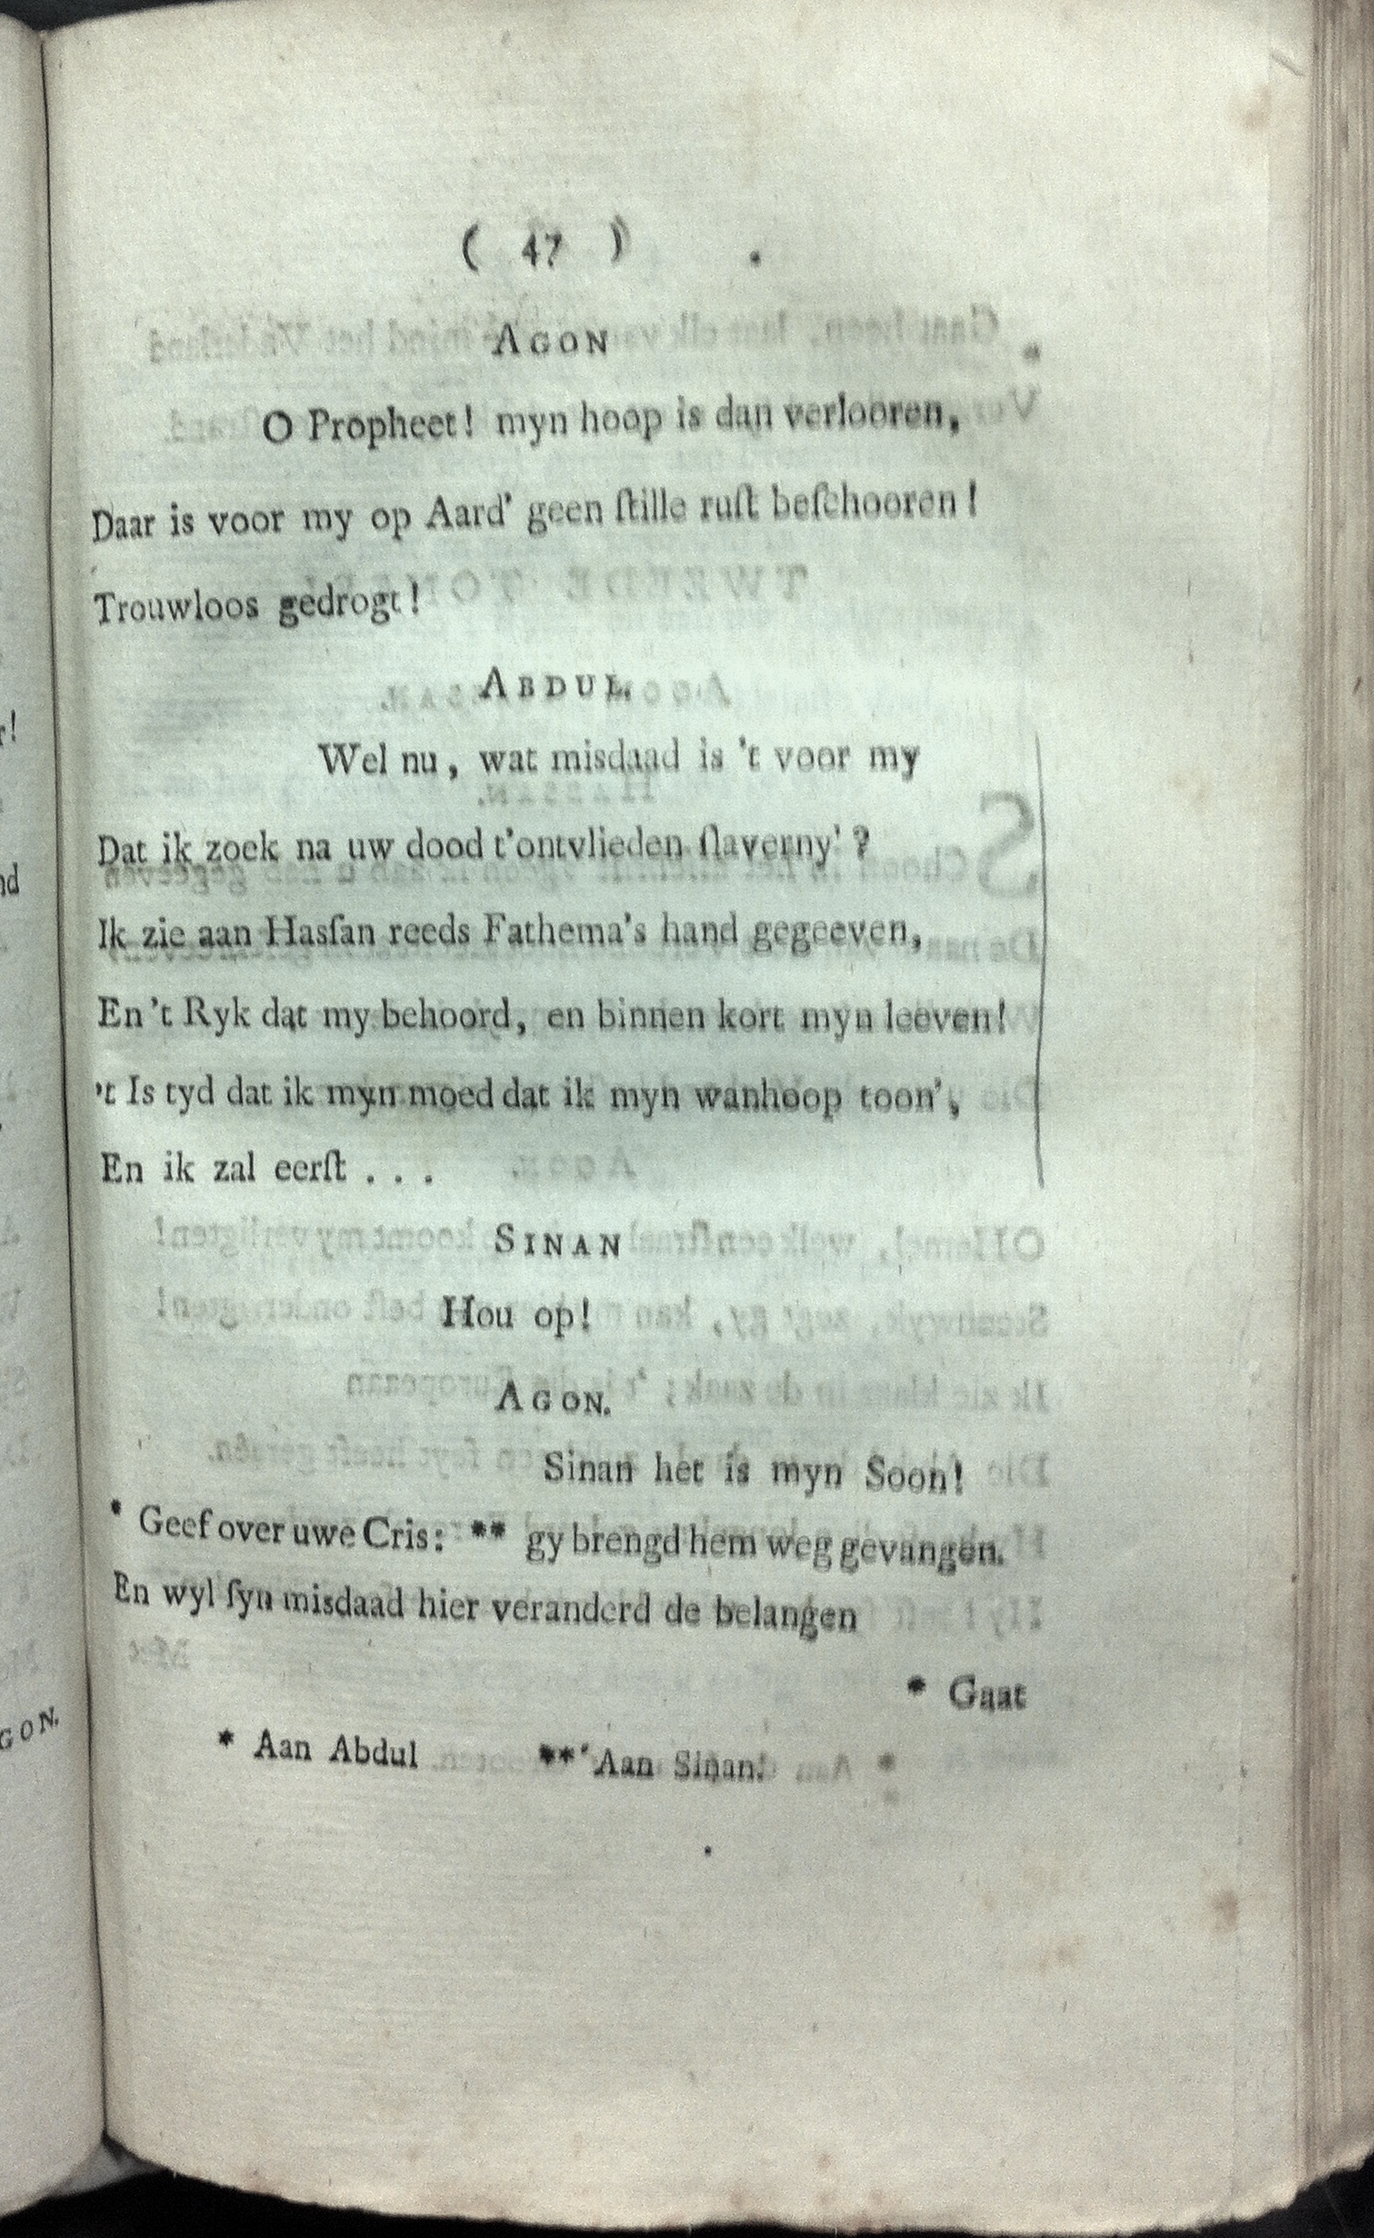 ( 47 )
AGON
O Propheet! myn hoop is dan verlooren,
Daar is voor my op Aard' geen ſtille ruſt beſchooren!
Trouwloos gedrogt!
ABDUL.
Wel nu, wat misdaad is 't voor my
Dat ik zoek na uw dood t'ontvlieden ſlaverny'?
Ik zie aan Hasſan reeds Fathema's hand gegeeven,
En 't Ryk dat my behoord, en binnen kort myn leeven!
't Is tyd dat ik myn moed dat ik myn wanhoop toon',
En ik zal eerſt . . .
SINAN
Hou op!
AGON.
Sinan het is myn Soon!
* Geef over uwe Cris: ** gy brengd hem weg gevangen.
En wyl ſyn misdaad hier veranderd de belangen
* Gaat
* Aan Abdul ** Aan Sinan.